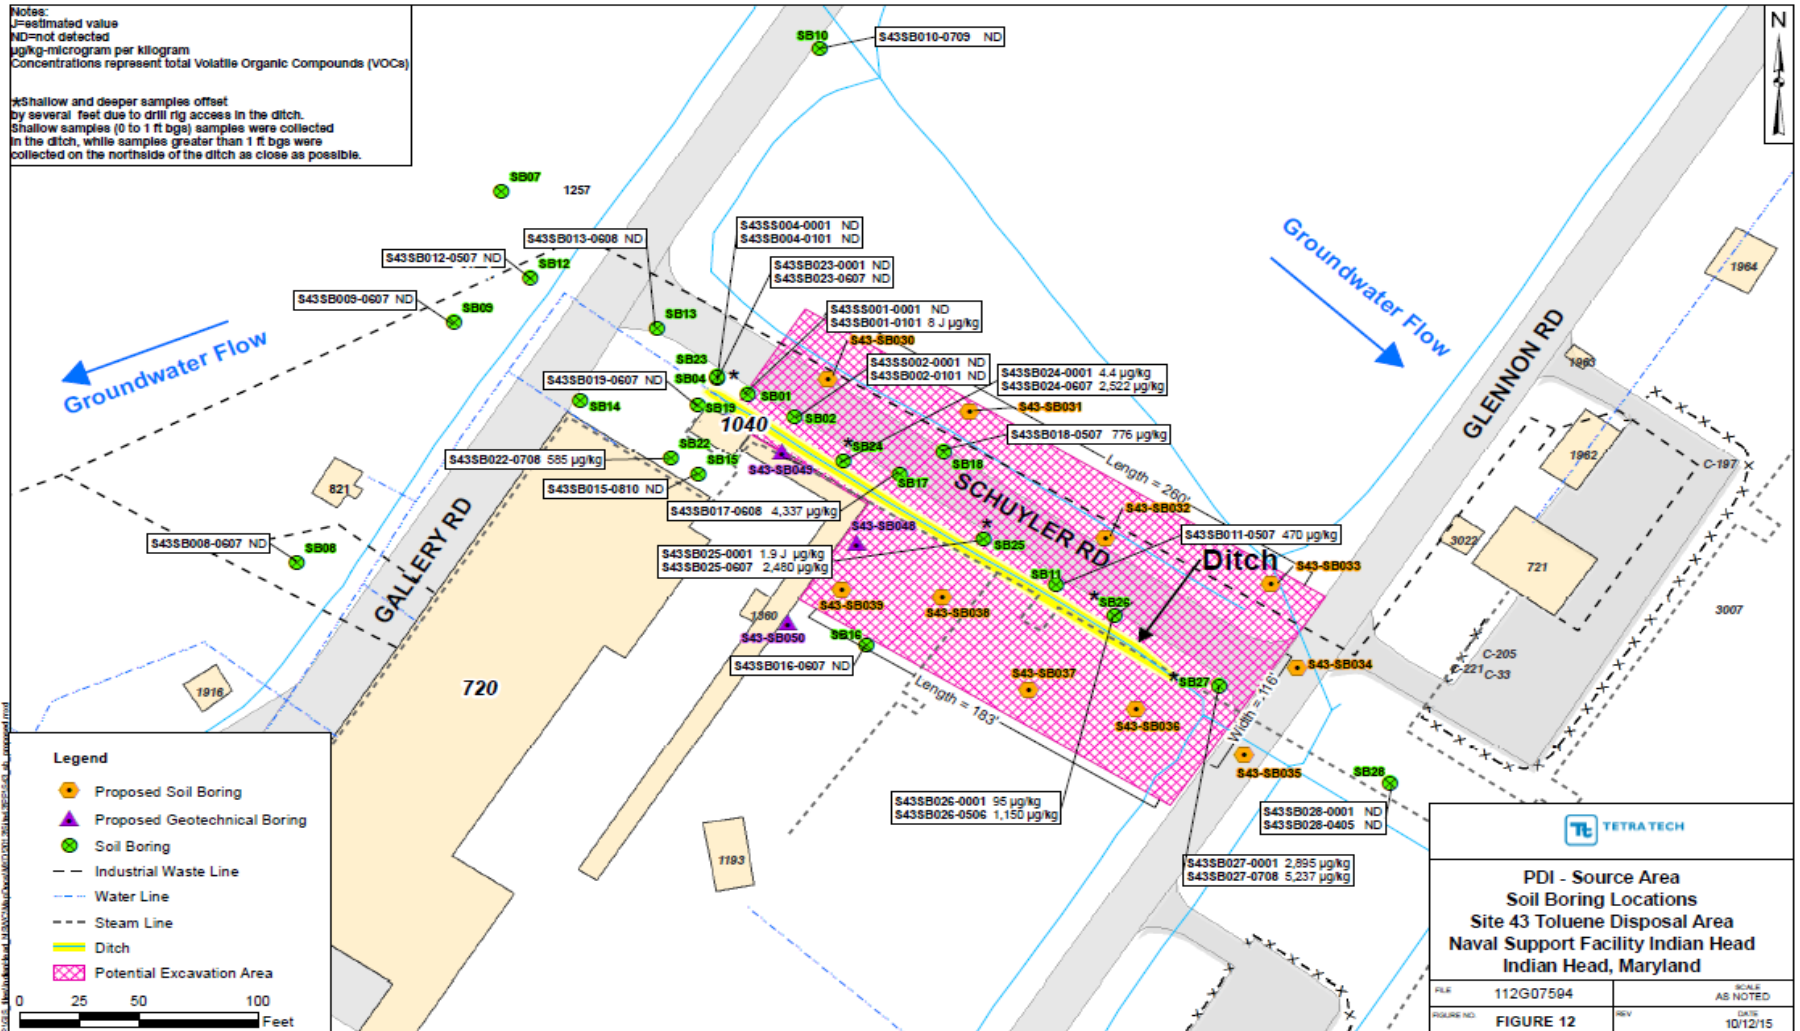 Notes:
J=estimated value
ND=not detected
µg/kg-microgram per kilogram
Concentrations represent total Volatile Organic Compounds (VOCs)
*Shallow and deeper samples offset
by several feet due to drill rig access in the ditch.
Shallow samples (0 to 1 ft bgs) samples were collected
in the ditch, while samples greater than 1 ft bgs were
collected on the northside of the ditch as close as possible.
N
SB10
S43SB010-0709 ND
SB07
1257
S43SB013-0608 ND
S43SS004-0001 ND
S43SB004-0101 ND
S43SB012-0507 ND
SB12
S43SB023-0001 ND
S43SB023-0607 ND
S43SB009-0607 ND
SB09
SB13
S43SS001-0001 ND
S43SB001-0101 8 J µg/kg
S43-SB030
Groundwater Flow
Groundwater Flow
1964
GLENNON RD
1963
SB23
SB04 *
S43SS002-0001 ND
S43SB002-0101 ND
S43SB024-0001 4.4 µg/kg
S43SB024-0607 2,522 µg/kg
S43SB019-0607 ND
SB14
SB19
SB01
SB02
S43-SB031
1040
S43SB018-0507 776 µg/kg
SB22
*SB24
SB18
Length = 260'
S43SB022-0708 585 µg/kg
SB15
S43-SB049
SB17
1962
C-197
821
S43SB015-0810 ND
SCHUYLER RD
S43SB017-0608 4,337 µg/kg
S43-SB032
S43-SB048
*
SB25
S43SB011-0507 470 µg/kg
3022
GALLERY RD
S43SB008-0607 ND
SB08
S43SB025-0001 1.9 J µg/kg
S43SB025-0607 2,480 µg/kg
Ditch
SB11
S43-SB033
721
*SB26
S43-SB039
S43-SB038
3007
1360
S43-SB050
SB16
C-205
C-221
C-33
S43SB016-0607 ND
S43-SB034
S43-SB037
*SB27
1916
720
Length = 183'
Width = 116'
S43-SB036
S43-SB035
SB28
S43SB026-0001 95 µg/kg
S43SB026-0506 1,150 µg/kg
S43SB028-0001 ND
S43SB028-0405 ND
1193
S43SB027-0001 2,895 µg/kg
S43SB027-0708 5,237 µg/kg
Legend
Proposed Soil Boring
Proposed Geotechnical Boring
Soil Boring
Industrial Waste Line
Water Line
Steam Line
Ditch
Potential Excavation Area
0 25 50 100
Feet
Tt TETRA TECH
PDI - Source Area
Soil Boring Locations
Site 43 Toluene Disposal Area
Naval Support Facility Indian Head
Indian Head, Maryland
FILE 112G07594
SCALE
AS NOTED
FIGURE NO. FIGURE 12
REV
DATE
10/12/15